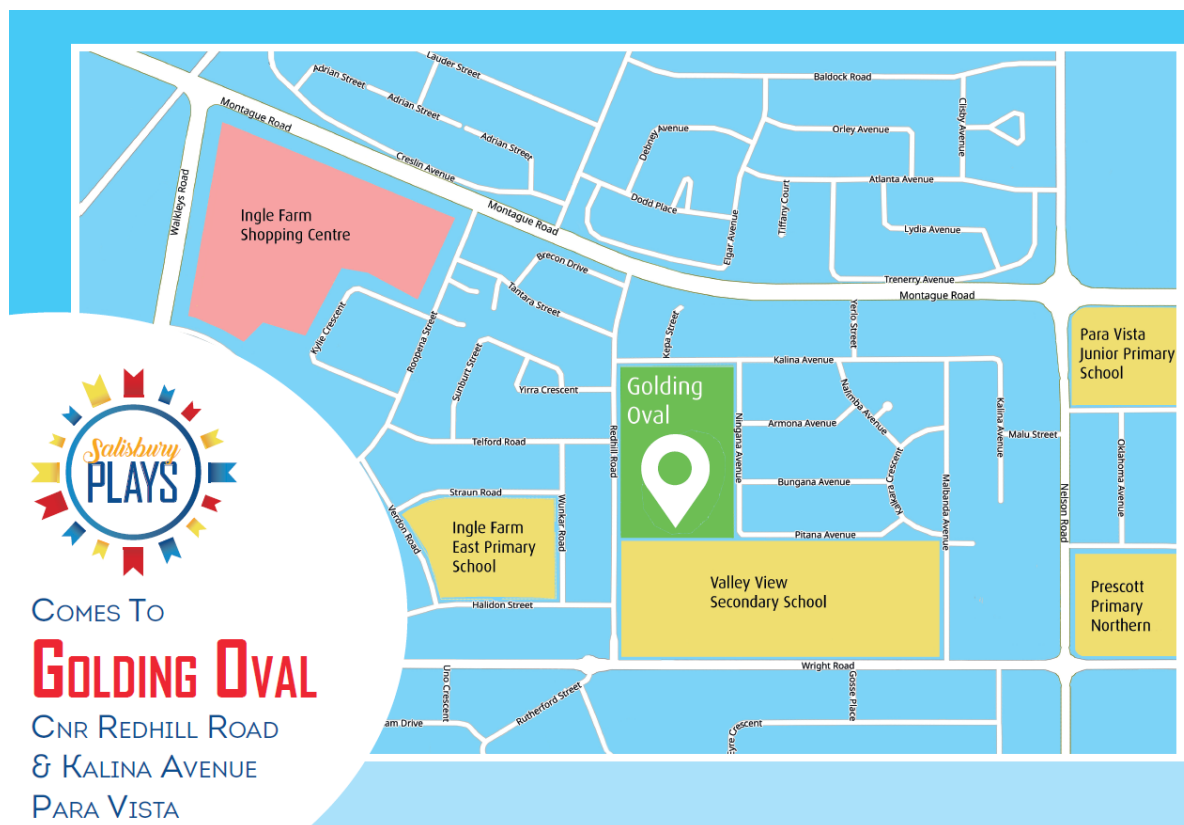 Lauder Street
Adrian Street
Adrian Street
Adrian Street
Creslin Avenue
Montague Road
Walkleys Road
Ingle Farm
Shopping Centre
Montague Road
Baldock Road
Clisby Avenue
Debney Avenue
Orley Avenue
Dodd Place
Elgar Avenue
Tiffany Court
Atlanta Avenue
Lydia Avenue
Trenerry Avenue
Montague Road
Brecon Drive
Tantara Street
Kylie Crescent
Roopena Street
Sunburt Street
Yirra Crescent
Kepa Street
Yerlo Street
Kalina Avenue
Para Vista
Junior Primary
School
Golding
Oval
Redhill Road
Ningana Avenue
Nalimba Avenue
Armona Avenue
Kalkara Crescent
Bungana Avenue
Pitana Avenue
Malbanda Avenue
Kalina Avenue
Malu Street
Nelson Road
Oklahoma Avenue
Telford Road
Straun Road
Verdon Road
Wunkar Road
Ingle Farm
East Primary
School
Halidon Street
Valley View
Secondary School
Prescott
Primary
Northern
Wright Road
Uno Crescent
Rutherford Street
am Drive
Gosse Place
Eyre Crescent
Salisbury
PLAYS
Comes To
Golding Oval
Cnr Redhill Road
& Kalina Avenue
Para Vista